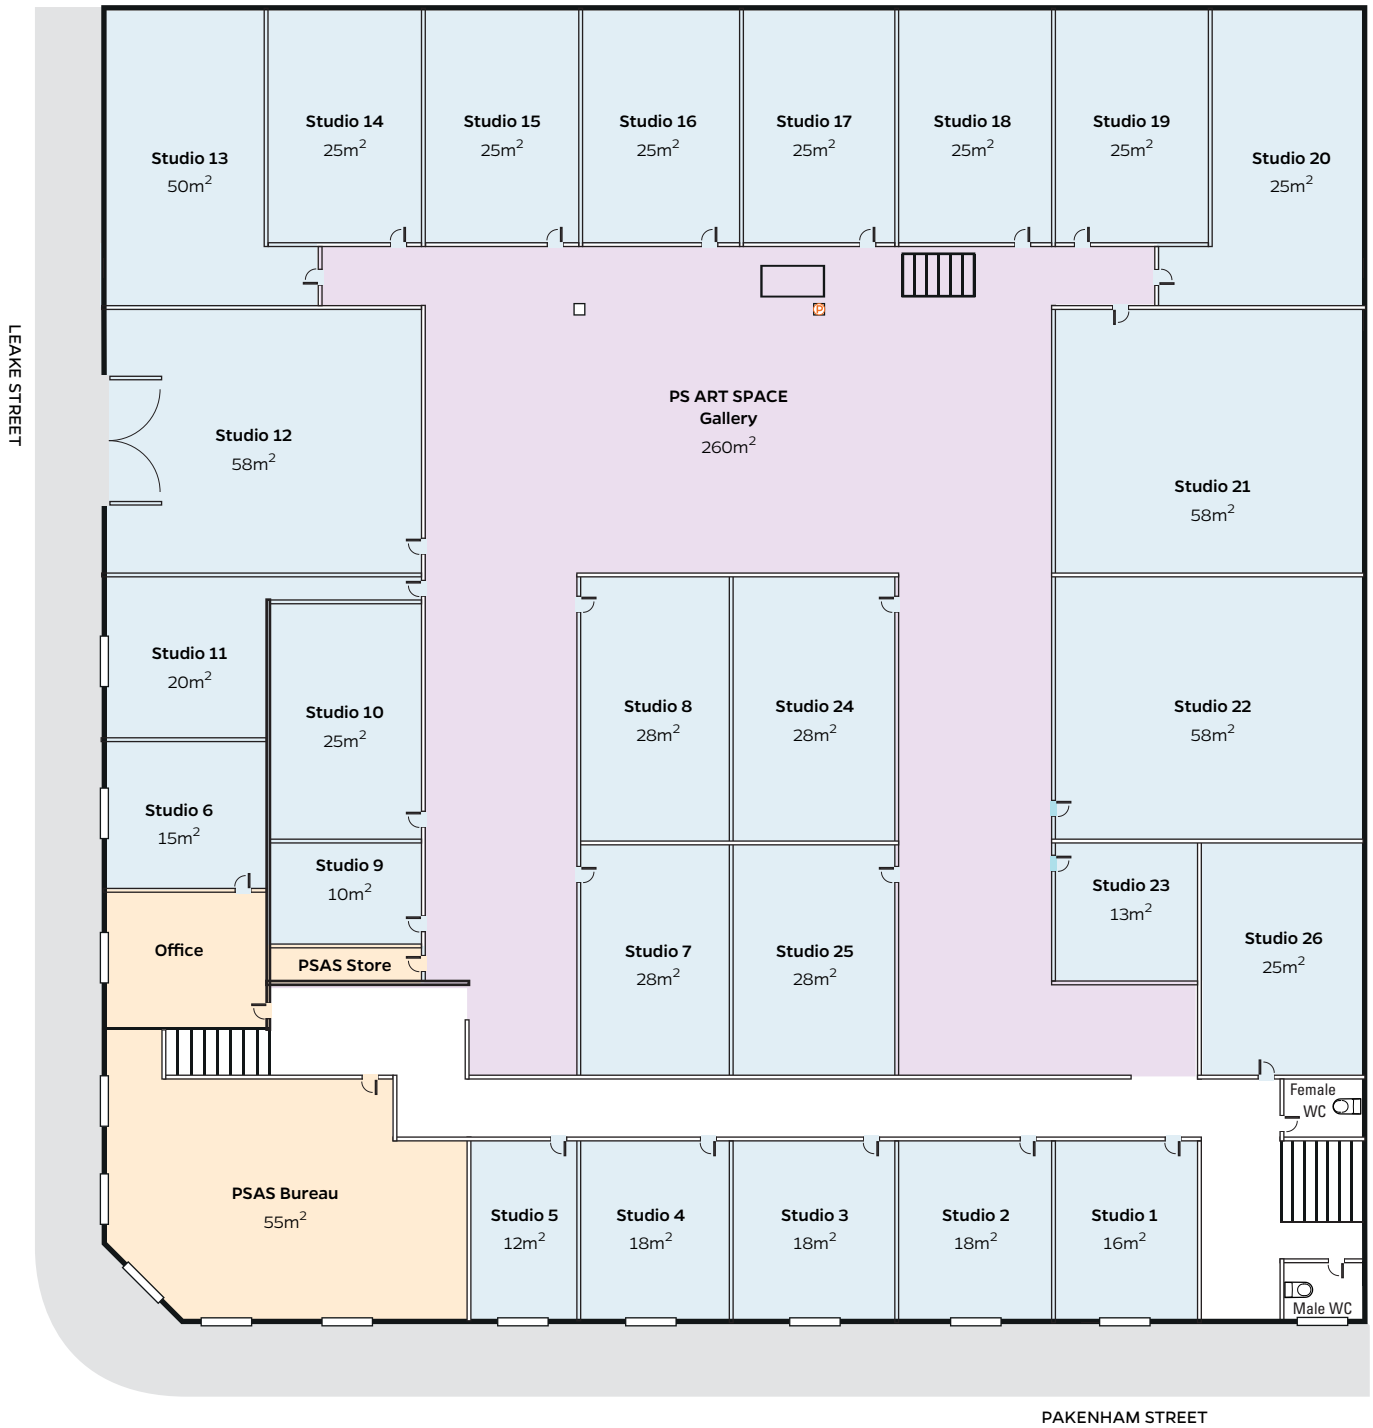 Studio 13
50m²
Studio 14
25m²
Studio 15
25m²
Studio 16
25m²
Studio 17
25m²
Studio 18
25m²
Studio 19
25m²
Studio 20
25m²
LEAKE STREET
Studio 12
58m²
P
PS ART SPACE
Gallery
260m²
Studio 21
58m²
Studio 11
20m²
Studio 10
25m²
Studio 8
28m²
Studio 24
28m²
Studio 22
58m²
Studio 6
15m²
Studio 9
10m²
Office
PSAS Store
Studio 7
28m²
Studio 25
28m²
Studio 23
13m²
Studio 26
25m²
Female
WC
PSAS Bureau
55m²
Studio 5
12m²
Studio 4
18m²
Studio 3
18m²
Studio 2
18m²
Studio 1
16m²
Male WC
PAKENHAM STREET